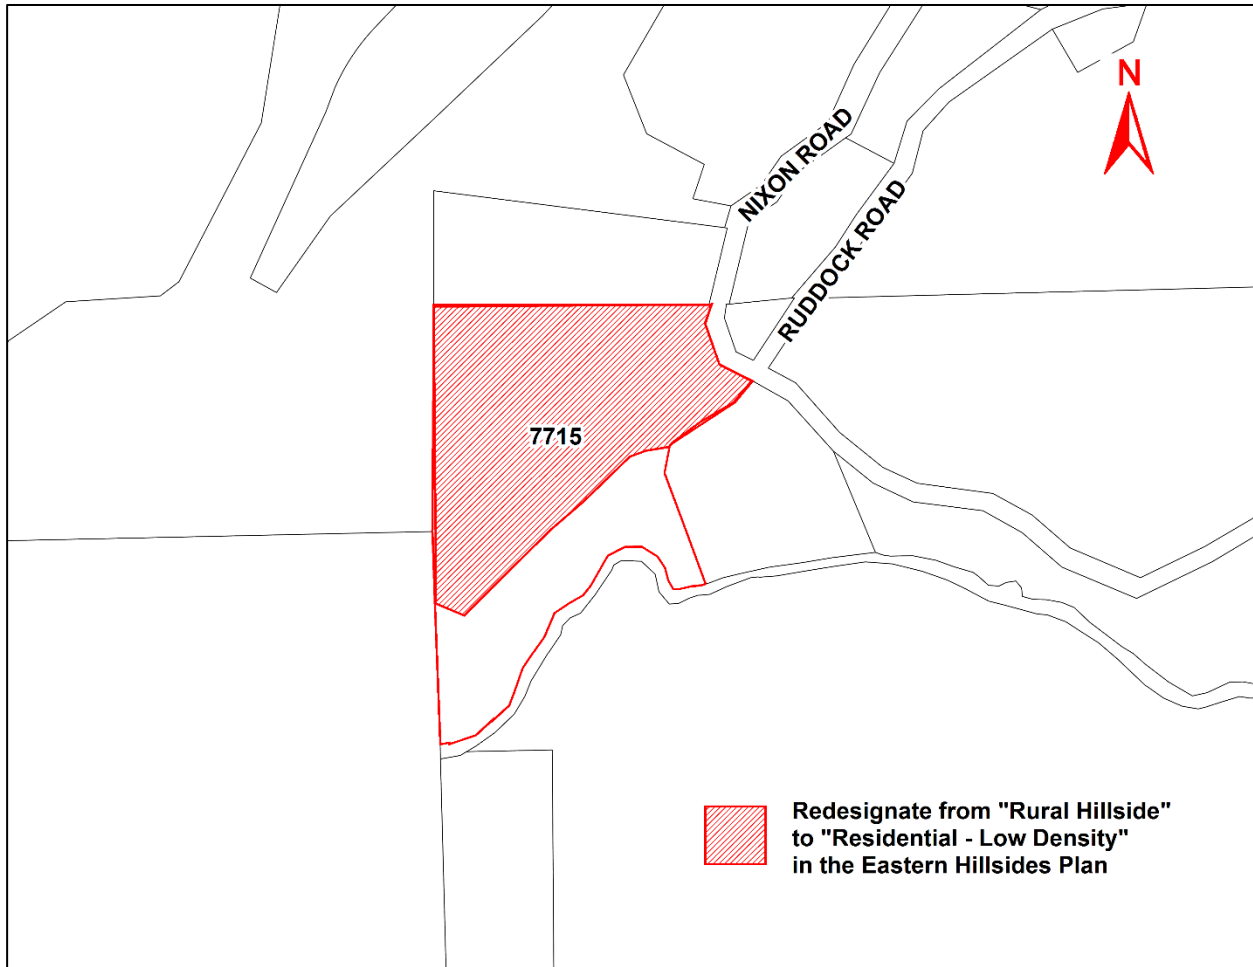 N
NIXON ROAD
RUDDOCK ROAD
7715
Redesignate from "Rural Hillside"
to "Residential - Low Density"
in the Eastern Hillsides Plan